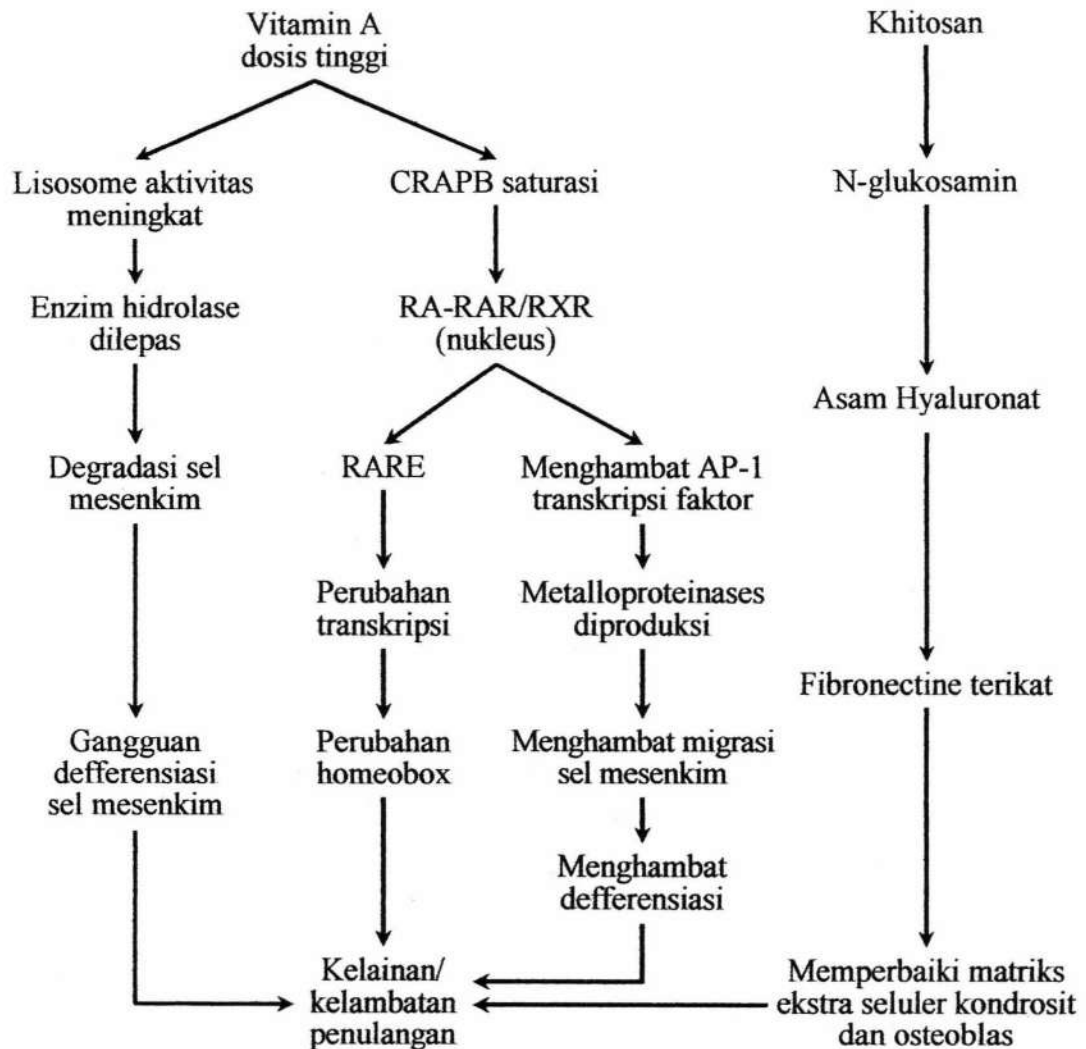 Vitamin A
dosis tinggi
Khitosan
Lisosome aktivitas
meningkat
CRAPB saturasi
N-glukosamin
Enzim hidrolase
dilepas
RA-RAR/RXR
(nukleus)
Asam Hyaluronat
Degradasi sel
mesenkim
RARE
Menghambat AP-1
transkripsi faktor
Perubahan
transkripsi
Metalloproteinases
diproduksi
Fibronectine terikat
Gangguan
defferensiasi
sel mesenkim
Perubahan
homeobox
Menghambat migrasi
sel mesenkim
Menghambat
defferensiasi
Kelainan/
kelambatan
penulangan
Memperbaiki matriks
ekstra seluler kondrosit
dan osteoblas